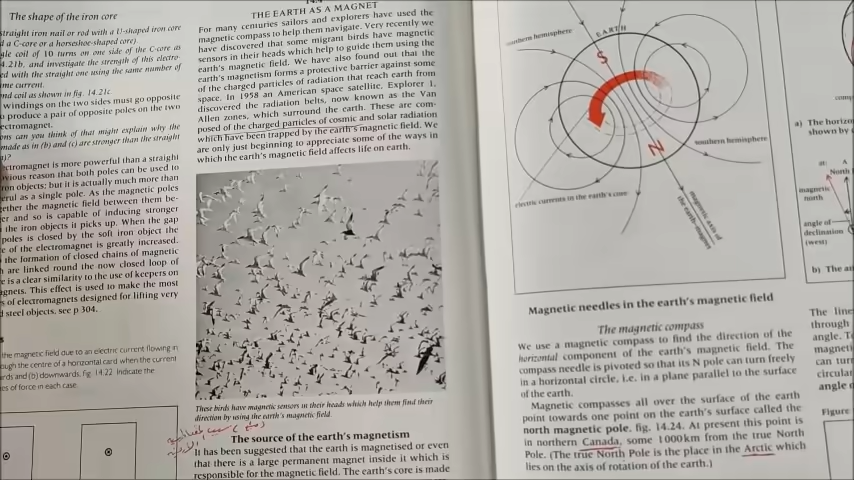 The shape of the iron core
straight iron nail or rod with a U-shaped iron core
d a C-core or a horseshoe-shaped core).
le coil of 10 turns on one side of the C-core as
4.21b, and investigate the strength of this electro-
ed with the straight one using the same number of
me current.
nd coil as shown in fig. 14.21c.
windings on the two sides must go opposite
o produce a pair of opposite poles on the two
ectromagnet.
ons can you think of that might explain why the
made as in (b) and (c) are stronger than the straight
a)?
ectromagnet is more powerful than a straight
vious reason that both poles can be used to
ron objects; but it is actually much more than
erful as a single pole. As the magnetic poles
ether the magnetic field between them be-
er and so is capable of inducing stronger
the iron objects it picks up. When the gap
poles is closed by the soft iron object the
e of the electromagnet is greatly increased.
the formation of closed chains of magnetic
h are linked round the now closed loop of
e is a clear similarity to the use of keepers on
agnets. This effect is used to make the most
s of electromagnets designed for lifting very
d steel objects. see p 304.
s
the magnetic field due to an electric current flowing in
ough the centre of a horizontal card when the current
ards and (b) downwards. fig. 14.22 Indicate the
es of force in each case.
THE EARTH AS A MAGNET
For many centuries sailors and explorers have used the
magnetic compass to help them navigate. Very recently we
have discovered that some migrant birds have magnetic
sensors in their heads which help to guide them using the
earth's magnetic field. We have also found out that the
earth's magnetism forms a protective barrier against some
of the charged particles of radiation that reach earth from
space. In 1958 an American space satellite, Explorer 1,
discovered the radiation belts, now known as the Van
Allen zones, which surround the earth. These are com-
posed of the charged particles of cosmic and solar radiation
which have been trapped by the earth's magnetic field. We
are only just beginning to appreciate some of the ways in
which the earth's magnetic field affects life on earth.
These birds have magnetic sensors in their heads which help them find their
direction by using the earth's magnetic field.
The source of the earth's magnetism
It has been suggested that the earth is magnetised or even
that there is a large permanent magnet inside it which is
responsible for the magnetic field. The earth's core is made
northern hemisphere
EARTH
S
N
southern hemisphere
electric currents in the earth's core
magnetic axis of
the earth-magnet
Magnetic needles in the earth's magnetic field
The magnetic compass
We use a magnetic compass to find the direction of the
horizontal component of the earth's magnetic field. The
compass needle is pivoted so that its N pole can turn freely
in a horizontal circle, i.e. in a plane parallel to the surface
of the earth.
Magnetic compasses all over the surface of the earth
point towards one point on the earth's surface called the
north magnetic pole, fig. 14.24. At present this point is
in northern Canada, some 1000km from the true North
Pole. (The true North Pole is the place in the Arctic which
lies on the axis of rotation of the earth.)
comp
a) The horizo
shown by
at: A
North
magnetic
north
angle of
declination
(west)
b) The a
The line
through
angle. T
magneti
can turn
circular
angle o
Figure